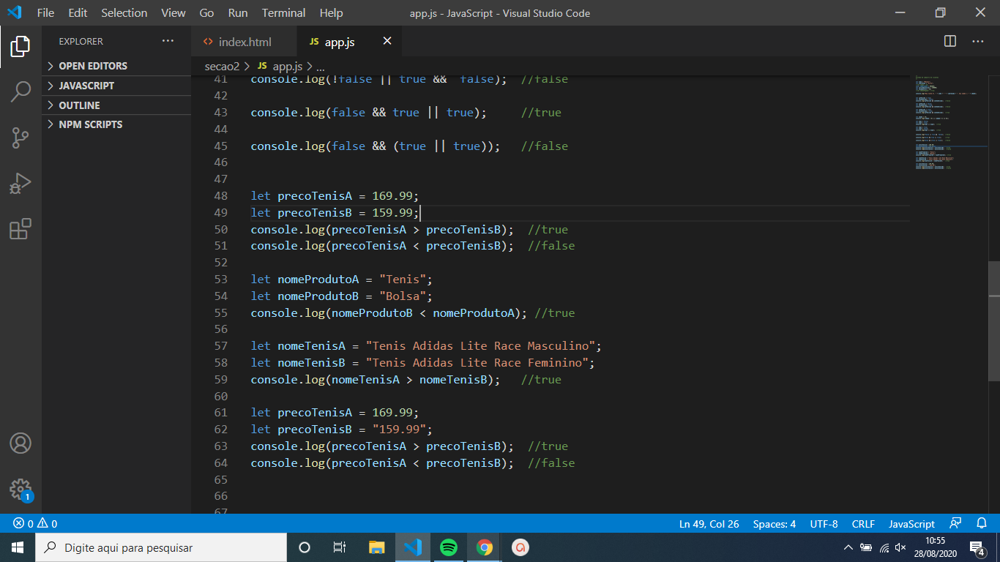 File Edit Selection View Go Run Terminal Help app.js - JavaScript - Visual Studio Code
EXPLORER
OPEN EDITORS
JAVASCRIPT
OUTLINE
NPM SCRIPTS
<> index.html JS app.js
secao2 > JS app.js > ...
41 console.log(!false || true && false); //false
42
43 console.log(false && true || true); //true
44
45 console.log(false && (true || true)); //false
46
47
48 let precoTenisA = 169.99;
49 let precoTenisB = 159.99;
50 console.log(precoTenisA > precoTenisB); //true
51 console.log(precoTenisA < precoTenisB); //false
52
53 let nomeProdutoA = "Tenis";
54 let nomeProdutoB = "Bolsa";
55 console.log(nomeProdutoB < nomeProdutoA); //true
56
57 let nomeTenisA = "Tenis Adidas Lite Race Masculino";
58 let nomeTenisB = "Tenis Adidas Lite Race Feminino";
59 console.log(nomeTenisA > nomeTenisB); //true
60
61 let precoTenisA = 169.99;
62 let precoTenisB = "159.99";
63 console.log(precoTenisA > precoTenisB); //true
64 console.log(precoTenisA < precoTenisB); //false
65
66
67
1
0 0 Ln 49, Col 26 Spaces: 4 UTF-8 CRLF JavaScript
Digite aqui para pesquisar
10:55
28/08/2020
4